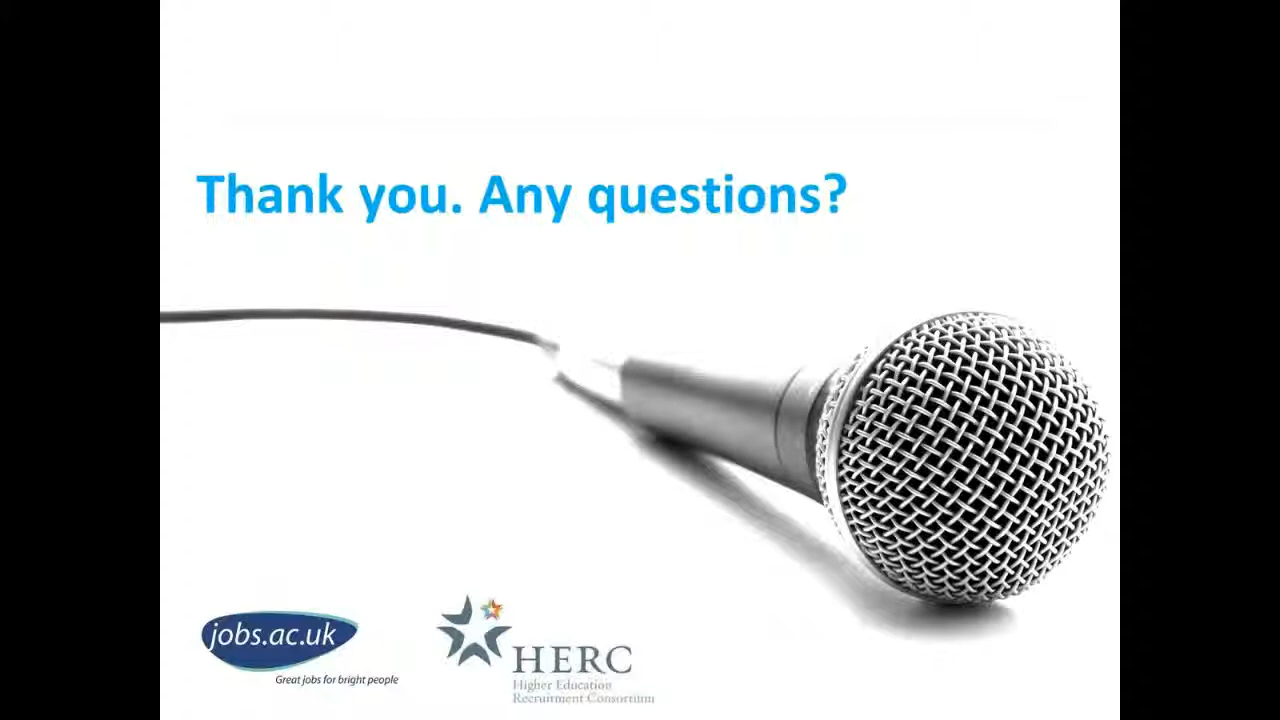 Thank you. Any questions?
jobs.ac.uk
Great jobs for bright people
HERC
Higher Education
Recruitment Consortium